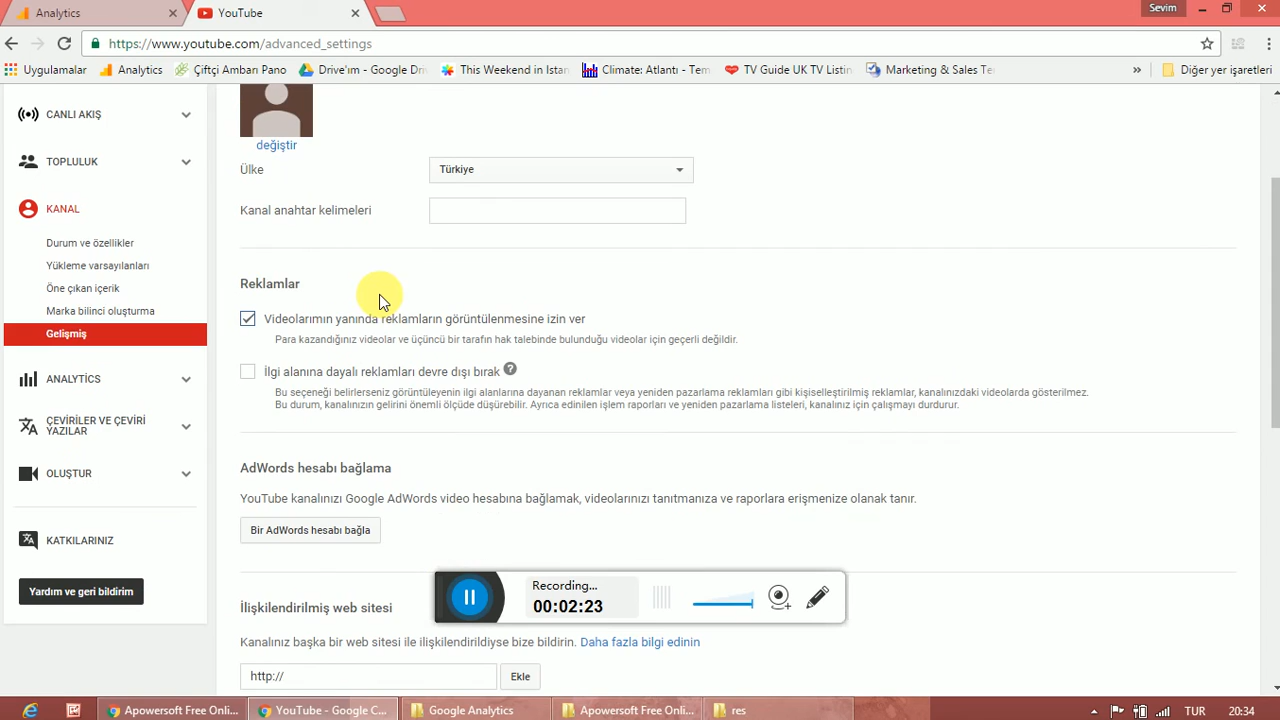 Analytics
YouTube
Sevim
https://www.youtube.com/advanced_settings
Uygulamalar
Analytics
Çiftçi Ambarı Pano
Drive'ım - Google Dri
This Weekend in Istan
Climate: Atlantı - Tem
TV Guide UK TV Listin
Marketing & Sales Te
»
Diğer yer işaretleri
CANLI AKIŞ
TOPLULUK
KANAL
Durum ve özellikler
Yükleme varsayılanları
Öne çıkan içerik
Marka bilinci oluşturma
Gelişmiş
ANALYTICS
ÇEVİRİLER VE ÇEVİRİ
YAZILAR
OLUŞTUR
KATKILARINIZ
Yardım ve geri bildirim
değiştir
Ülke
Türkiye
Kanal anahtar kelimeleri
Reklamlar
Videolarımın yanında reklamların görüntülenmesine izin ver
Para kazandığınız videolar ve üçüncü bir tarafın hak talebinde bulunduğu videolar için geçerli değildir.
İlgi alanına dayalı reklamları devre dışı bırak ?
Bu seçeneği belirlerseniz görüntüleyenin ilgi alanlarına dayanan reklamlar veya yeniden pazarlama reklamları gibi kişiselleştirilmiş reklamlar, kanalınızdaki videolarda gösterilmez.
Bu durum, kanalınızın gelirini önemli ölçüde düşürebilir. Ayrıca edinilen işlem raporları ve yeniden pazarlama listeleri, kanalınız için çalışmayı durdurur.
AdWords hesabı bağlama
YouTube kanalınızı Google AdWords video hesabına bağlamak, videolarınızı tanıtmanıza ve raporlara erişmenize olanak tanır.
Bir AdWords hesabı bağla
Recording...
00:02:23
İlişkilendirilmiş web sitesi
Kanalınız başka bir web sitesi ile ilişkilendirildiyse bize bildirin. Daha fazla bilgi edinin
http://
Ekle
Apowersoft Free Onli...
YouTube - Google C...
Google Analytics
Apowersoft Free Onli...
res
TUR
20:34